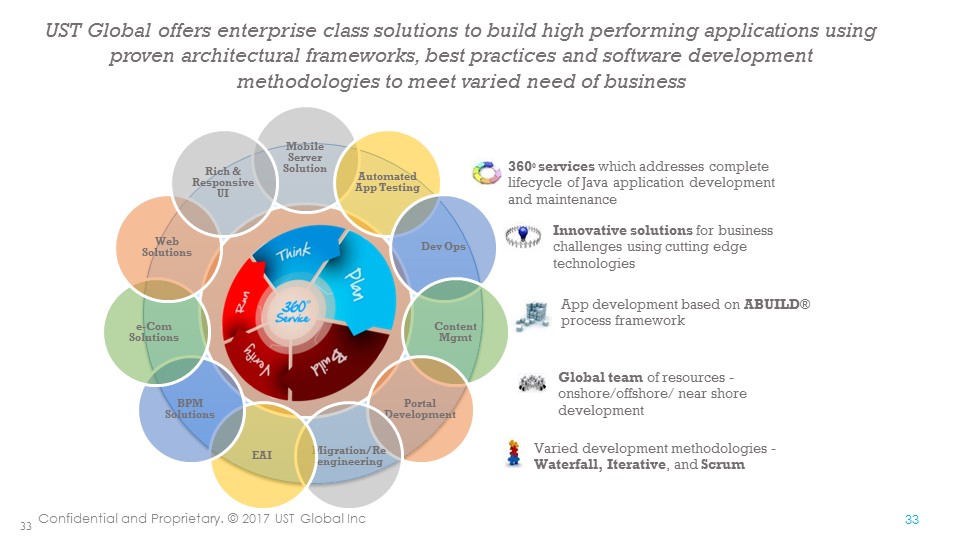 UST Global offers enterprise class solutions to build high performing applications using
proven architectural frameworks, best practices and software development
methodologies to meet varied need of business
Mobile
Server
Solution
Rich &
Responsive
UI
Automated
App Testing
Web
Solutions
Dev Ops
e-Com
Solutions
Content
Mgmt
BPM
Solutions
Portal
Development
EAI
Migration/Re
engineering
Think
Plan
Build
Verify
Run
360°
Service
360⁰ services which addresses complete
lifecycle of Java application development
and maintenance
Innovative solutions for business
challenges using cutting edge
technologies
App development based on ABUILD®
process framework
Global team of resources -
onshore/offshore/ near shore
development
Varied development methodologies -
Waterfall, Iterative, and Scrum
33
Confidential and Proprietary. © 2017 UST Global Inc
33